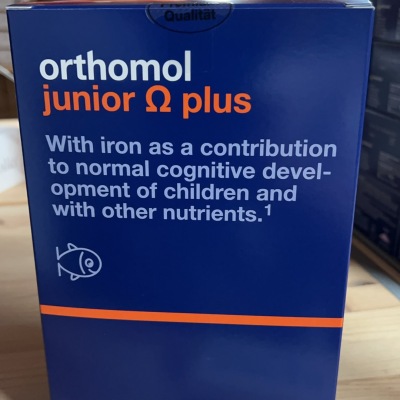 Qualität
orthomol
junior Ω plus
With iron as a contribution
to normal cognitive devel-
opment of children and
with other nutrients.¹